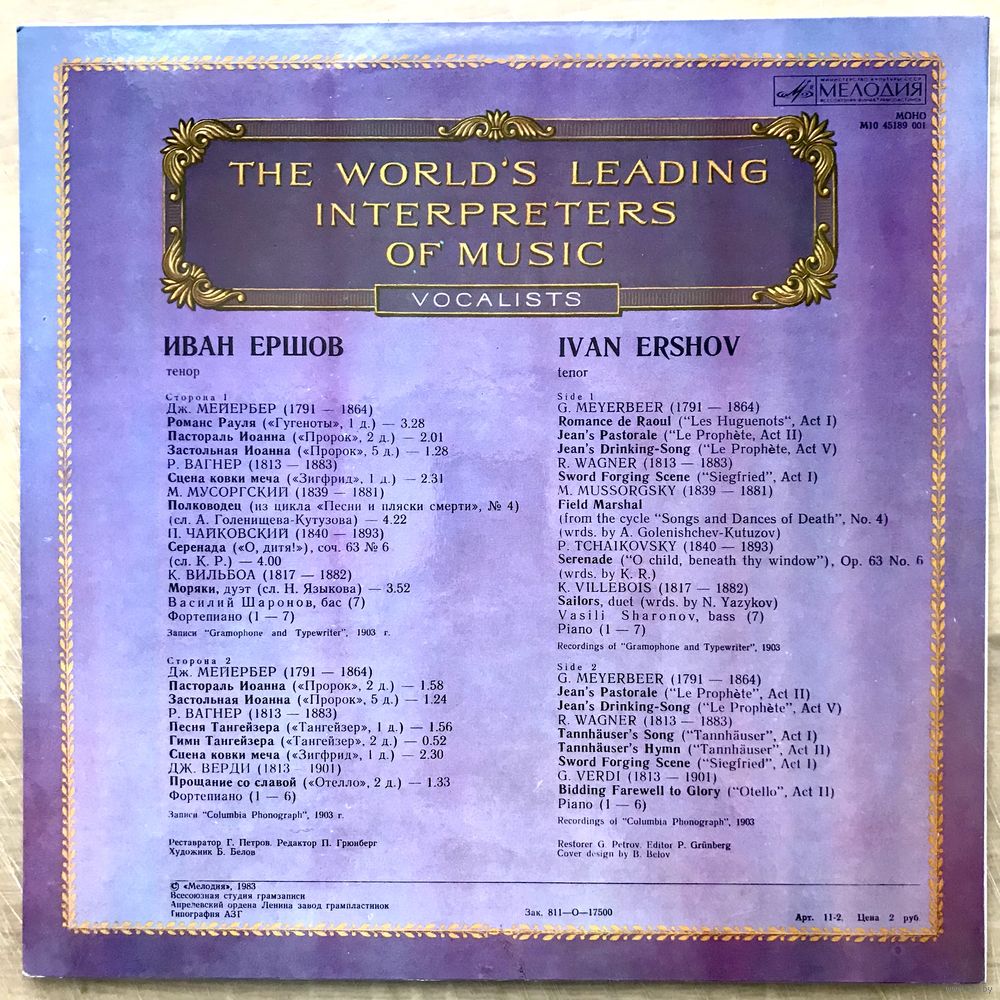 МИНИСТЕРСТВО КУЛЬТУРЫ СССР
МЕЛОДИЯ
ВСЕСОЮЗНАЯ ФИРМА ГРАМПЛАСТИНОК
МОНО
М10 45189 001
THE WORLD'S LEADING
INTERPRETERS
OF MUSIC
VOCALISTS
ИВАН ЕРШОВ
тенор
Сторона 1
Дж. МЕЙЕРБЕР (1791 — 1864)
Романс Рауля («Гугеноты», 1 д.) — 3.28
Пастораль Иоанна («Пророк», 2 д.) — 2.01
Застольная Иоанна («Пророк», 5 д.) — 1.28
Р. ВАГНЕР (1813 — 1883)
Сцена ковки меча («Зигфрид», 1 д.) — 2.31
М. МУСОРГСКИЙ (1839 — 1881)
Полководец (из цикла «Песни и пляски смерти», № 4)
(сл. А. Голенищева-Кутузова) — 4.22
П. ЧАЙКОВСКИЙ (1840 — 1893)
Серенада («О, дитя!»), соч. 63 № 6
(сл. К. Р.) — 4.00
К. ВИЛЬБОА (1817 — 1882)
Моряки, дуэт (сл. Н. Языкова) — 3.52
Василий Шаронов, бас (7)
Фортепиано (1 — 7)
Записи "Gramophone and Typewriter", 1903 г.
Сторона 2
Дж. МЕЙЕРБЕР (1791 — 1864)
Пастораль Иоанна («Пророк», 2 д.) — 1.58
Застольная Иоанна («Пророк», 5 д.) — 1.24
Р. ВАГНЕР (1813 — 1883)
Песня Тангейзера («Тангейзер», 1 д.) — 1.56
Гимн Тангейзера («Тангейзер», 2 д.) — 0.52
Сцена ковки меча («Зигфрид», 1 д.) — 2.30
ДЖ. ВЕРДИ (1813 — 1901)
Прощание со славой («Отелло», 2 д.) — 1.33
Фортепиано (1 — 6)
Записи "Columbia Phonograph", 1903 г.
Реставратор Г. Петров. Редактор П. Грюнберг
Художник Б. Белов
IVAN ERSHOV
tenor
Side 1
G. MEYERBEER (1791 — 1864)
Romance de Raoul ("Les Huguenots", Act I)
Jean's Pastorale ("Le Prophète, Act II)
Jean's Drinking-Song ("Le Prophète, Act V)
R. WAGNER (1813 — 1883)
Sword Forging Scene ("Siegfried", Act I)
M. MUSSORGSKY (1839 — 1881)
Field Marshal
(from the cycle "Songs and Dances of Death", No. 4)
(wrds. by A. Golenishchev-Kutuzov)
P. TCHAIKOVSKY (1840 — 1893)
Serenade ("O child, beneath thy window"), Op. 63 No. 6
(wrds. by K. R.)
K. VILLEBOIS (1817 — 1882)
Sailors, duet (wrds. by N. Yazykov)
Vasili Sharonov, bass (7)
Piano (1 — 7)
Recordings of "Gramophone and Typewriter", 1903
Side 2
G. MEYERBEER (1791 — 1864)
Jean's Pastorale ("Le Prophète", Act II)
Jean's Drinking-Song ("Le Prophète", Act V)
R. WAGNER (1813 — 1883)
Tannhäuser's Song ("Tannhäuser", Act I)
Tannhäuser's Hymn ("Tannhäuser", Act II)
Sword Forging Scene ("Siegfried", Act I)
G. VERDI (1813 — 1901)
Bidding Farewell to Glory ("Otello", Act II)
Piano (1 — 6)
Recordings of "Columbia Phonograph", 1903
Restorer G. Petrov. Editor P. Grünberg
Cover design by B. Belov
© «Мелодия», 1983
Всесоюзная студия грамзаписи
Апрелевский ордена Ленина завод грампластинок
Типография АЗГ
Зак. 811—О—17500
Арт. 11-2. Цена 2 руб.